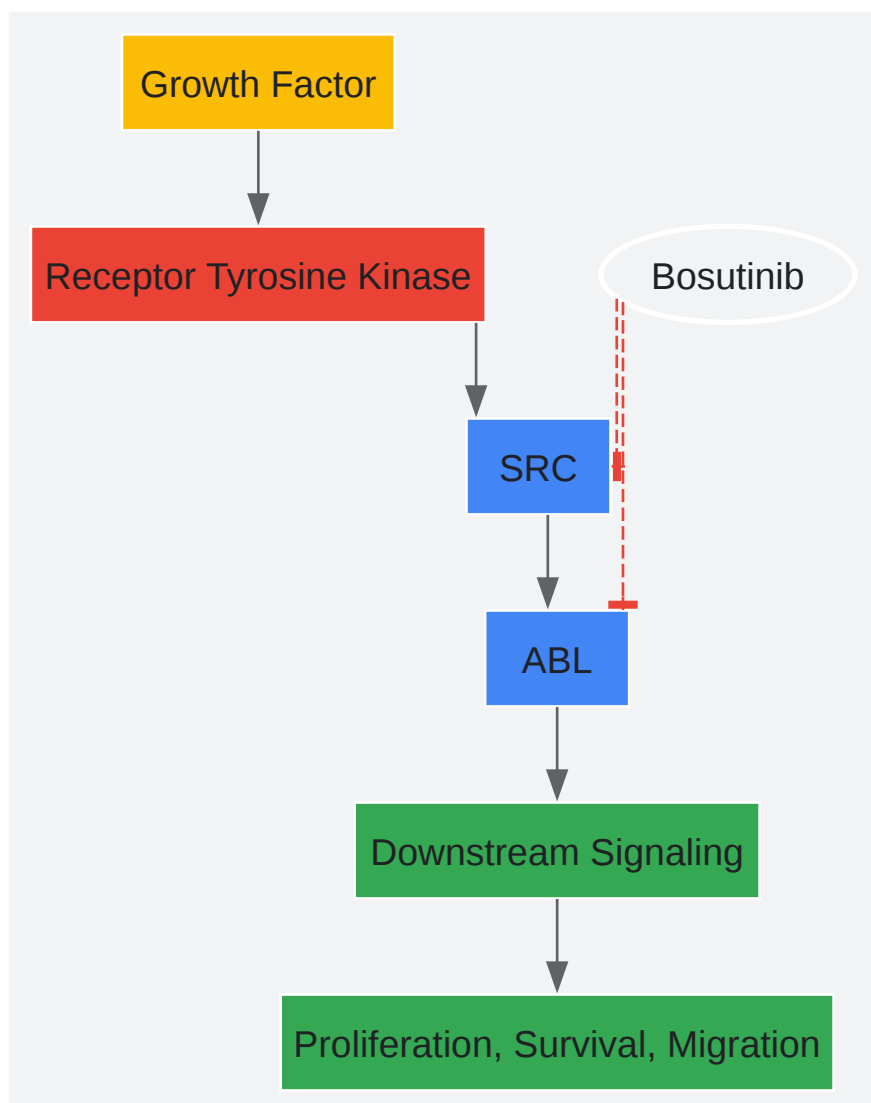 Growth Factor
Receptor Tyrosine Kinase
Bosutinib
SRC
ABL
Downstream Signaling
Proliferation, Survival, Migration